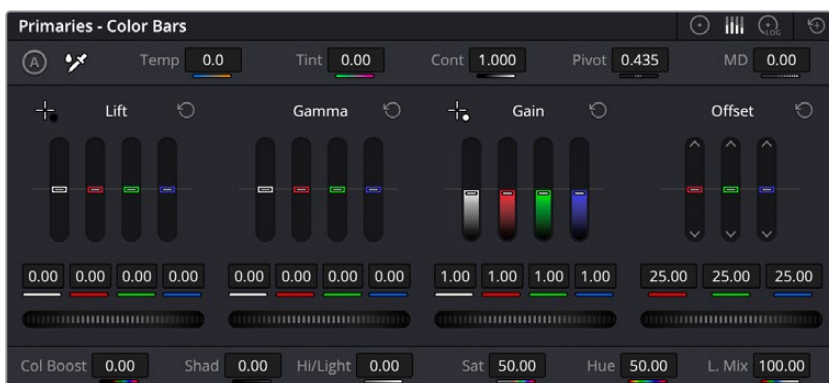 Primaries - Color Bars LOG
A Temp 0.0 Tint 0.00 Cont 1.000 Pivot 0.435 MD 0.00
Lift Gamma Gain Offset
0.00 0.00 0.00 0.00 0.00 0.00 0.00 0.00 1.00 1.00 1.00 1.00 25.00 25.00 25.00
Col Boost 0.00 Shad 0.00 Hi/Light 0.00 Sat 50.00 Hue 50.00 L. Mix 100.00